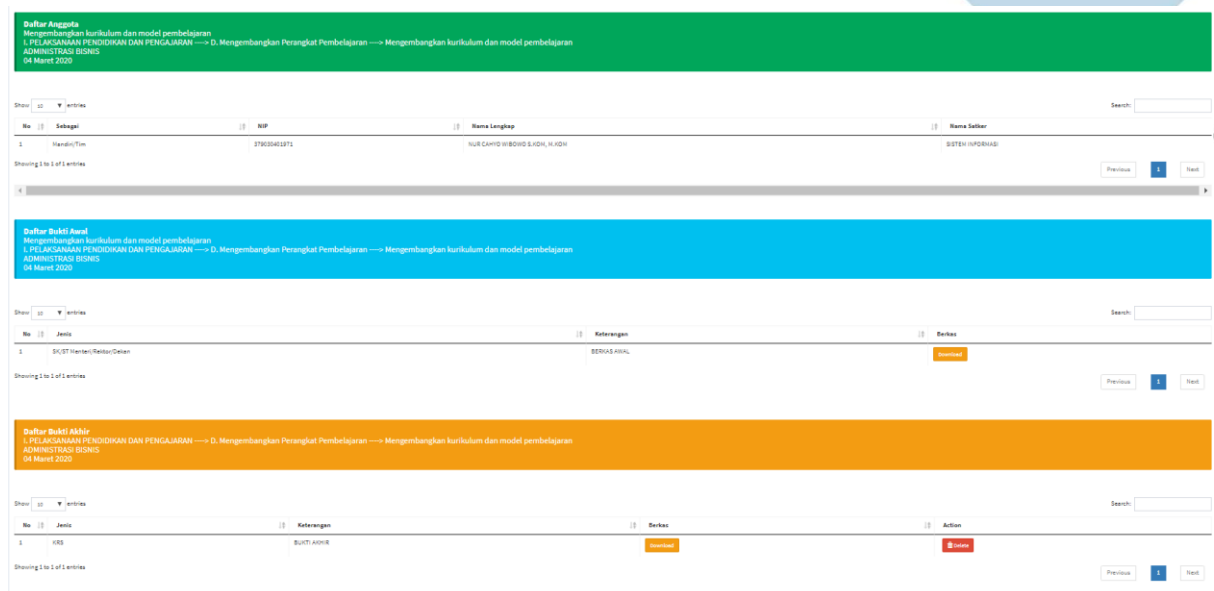 Daftar Anggota
Mengembangkan kurikulum dan model pembelajaran
I. PELAKSANAAN PENDIDIKAN DAN PENGAJARAN ----> D. Mengembangkan Perangkat Pembelajaran ----> Mengembangkan kurikulum dan model pembelajaran
ADMINISTRASI BISNIS
04 Maret 2020
Show 10 entries Search:
No Sebagai NIP Nama Lengkap Nama Satker
1 Mandiri/Tim 379030401971 NUR CAHYO WIBOWO S.KOM, M.KOM SISTEM INFORMASI
Showing 1 to 1 of 1 entries
Previous 1 Next
Daftar Bukti Awal
Mengembangkan kurikulum dan model pembelajaran
I. PELAKSANAAN PENDIDIKAN DAN PENGAJARAN ----> D. Mengembangkan Perangkat Pembelajaran ----> Mengembangkan kurikulum dan model pembelajaran
ADMINISTRASI BISNIS
04 Maret 2020
Show 10 entries Search:
No Jenis Keterangan Berkas
1 SK/ST Menteri/Rektor/Dekan BERKAS AWAL Download
Showing 1 to 1 of 1 entries
Previous 1 Next
Daftar Bukti Akhir
I. PELAKSANAAN PENDIDIKAN DAN PENGAJARAN ----> D. Mengembangkan Perangkat Pembelajaran ----> Mengembangkan kurikulum dan model pembelajaran
ADMINISTRASI BISNIS
04 Maret 2020
Show 10 entries Search:
No Jenis Keterangan Berkas Action
1 KRS BUKTI AKHIR Download Delete
Showing 1 to 1 of 1 entries
Previous 1 Next